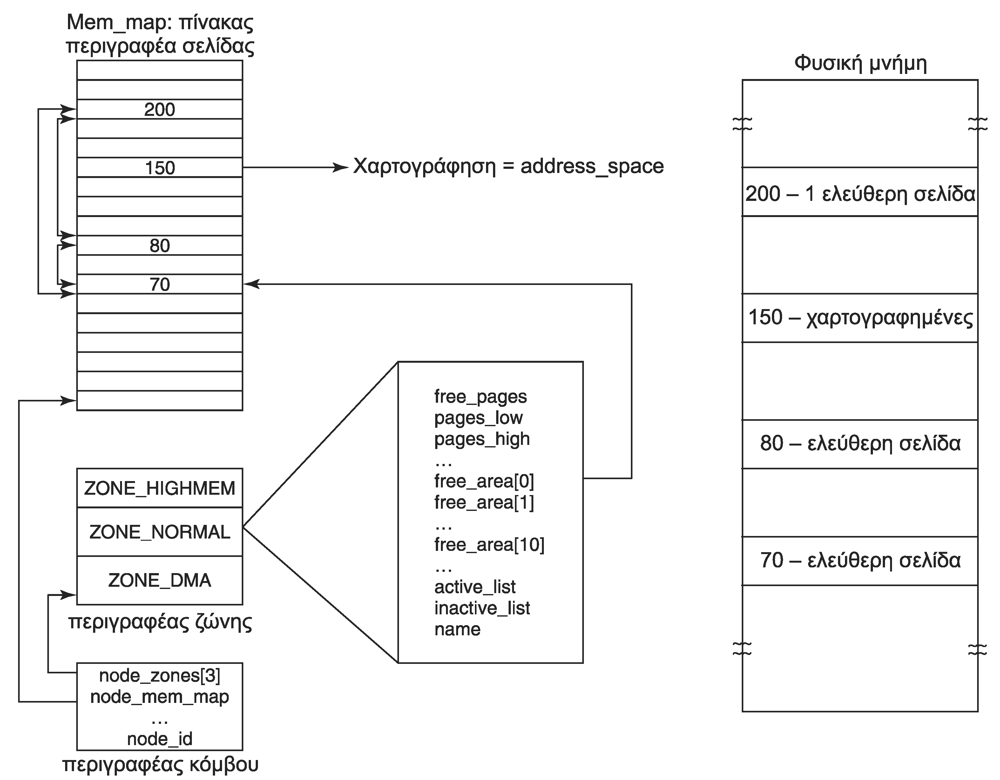 Mem_map: πίνακας
περιγραφέα σελίδας
200
150
80
70
Χαρτογράφηση = address_space
Φυσική μνήμη
200 – 1 ελεύθερη σελίδα
150 – χαρτογραφημένες
80 – ελεύθερη σελίδα
70 – ελεύθερη σελίδα
free_pages
pages_low
pages_high
...
free_area[0]
free_area[1]
...
free_area[10]
...
active_list
inactive_list
name
ZONE_HIGHMEM
ZONE_NORMAL
ZONE_DMA
περιγραφέας ζώνης
node_zones[3]
node_mem_map
...
node_id
περιγραφέας κόμβου